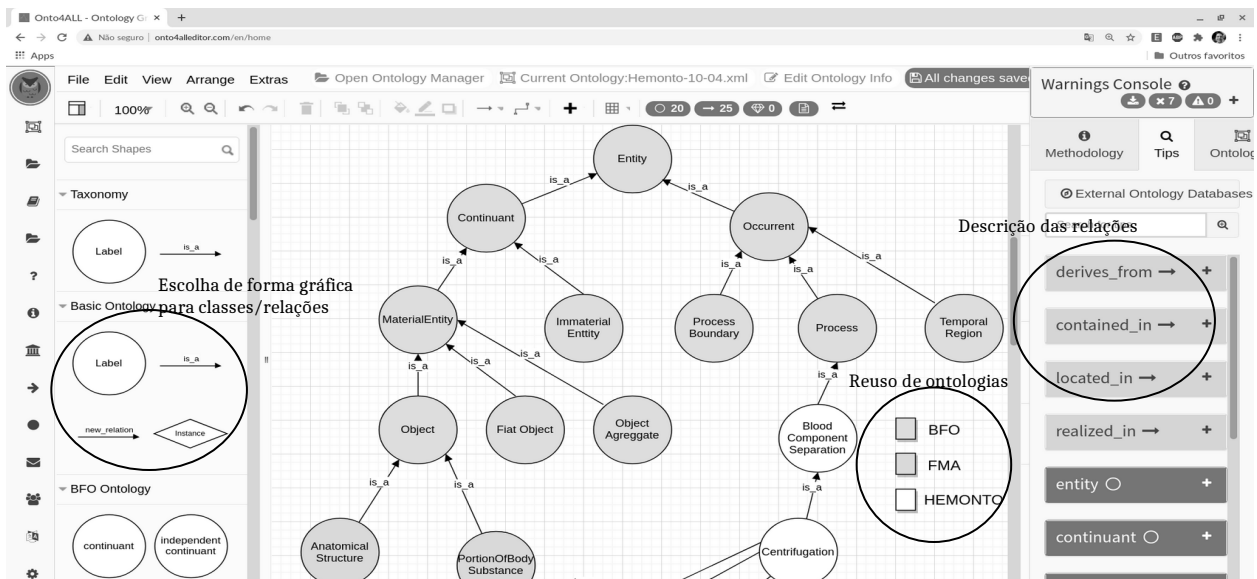 Onto4ALL - Ontology G
Não seguro | onto4alleditor.com/en/home
Apps
Outros favoritos
File Edit View Arrange Extras Open Ontology Manager Current Ontology:Hemonto-10-04.xml Edit Ontology Info All changes saved
100%
20 25 0
Warnings Console
7 0
Methodology
Tips
Ontolog
External Ontology Databases
Search Shapes
Taxonomy
Label
is_a
Escolha de forma gráfica
para classes/relações
Basic Ontology
Label
is_a
new_relation
Instance
BFO Ontology
continuant
independent
continuant
Entity
is_a
is_a
Continuant
Occurrent
is_a
is_a
is_a
is_a
is_a
MaterialEntity
Immaterial
Enttity
Process
Boundary
Process
Temporal
Region
is_a
is_a
is_a
is_a
Object
Fiat Object
Object
Agreggate
Blood
Component
Separation
is_a
is_a
is_a
Anatomical
Structure
PortionOfBody
Substance
Centrifugation
Reuso de ontologias
BFO
FMA
HEMONTO
Descrição das relações
derives_from
contained_in
located_in
realized_in
entity
continuant